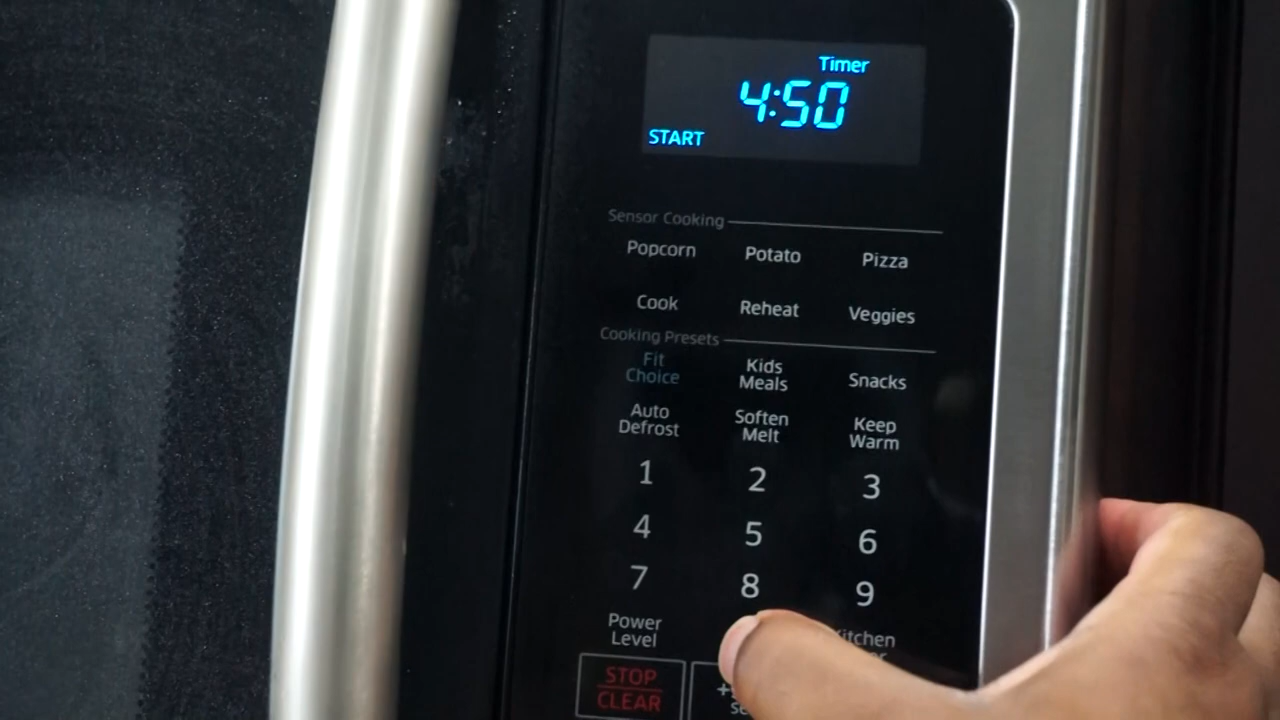 Timer
4:50
START
Sensor Cooking
Popcorn Potato Pizza
Cook Reheat Veggies
Cooking Presets
Fit Choice
Kids Meals
Snacks
Auto Defrost
Soften Melt
Keep Warm
1 2 3
4 5 6
7 8 9
Power Level
STOP
CLEAR